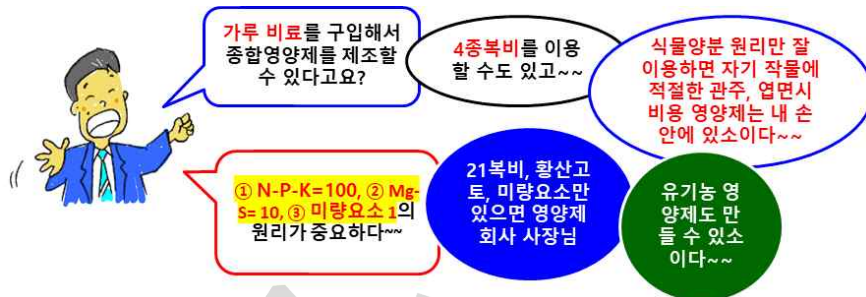 가루 비료를 구입해서
종합영양제를 제조할
수 있다고요?
4종복비를 이용
할 수도 있고~~
식물양분 원리만 잘
이용하면 자기 작물에
적절한 관주, 엽면시
비용 영양제는 내 손
안에 있소이다~~
① N-P-K=100, ② Mg-
S= 10, ③ 미량요소 1의
원리가 중요하다~~
21복비, 황산고
토, 미량요소만
있으면 영양제
회사 사장님
유기농 영
양제도 만
들 수 있소
이다~~